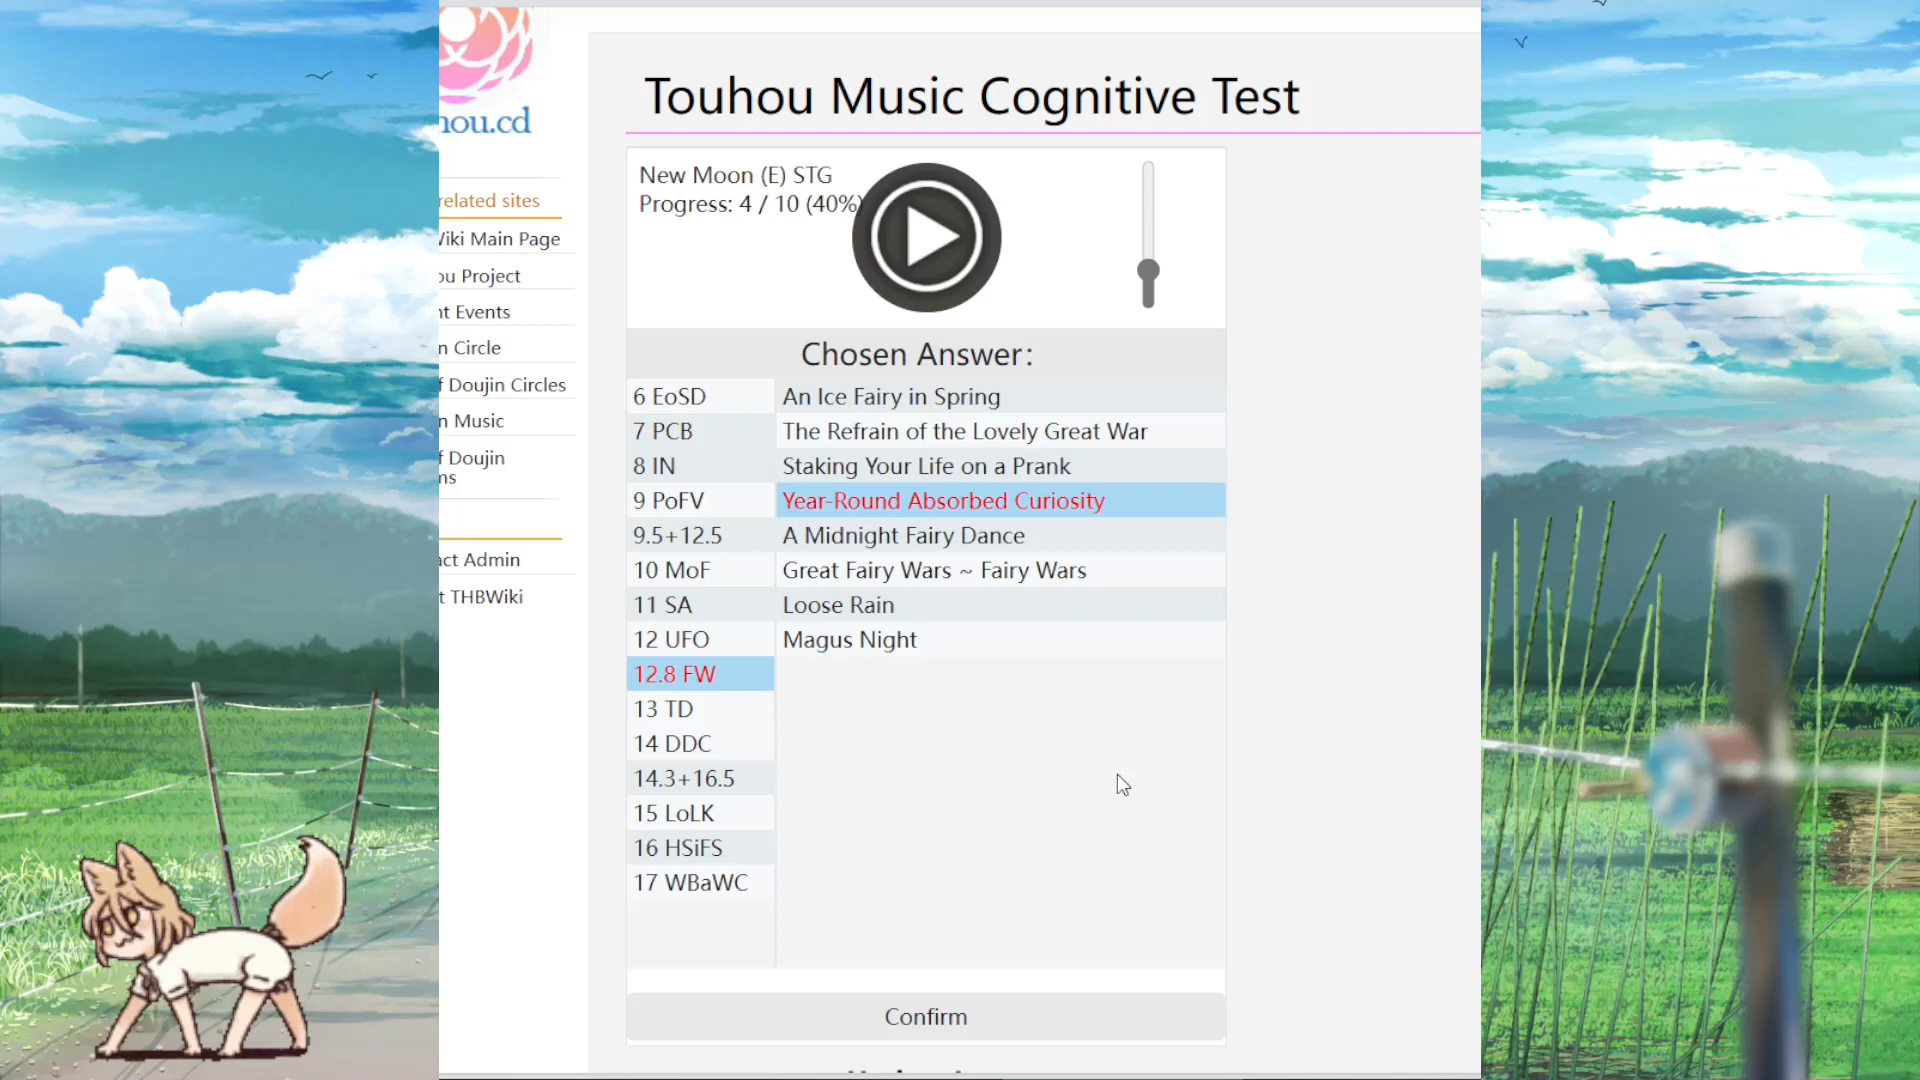 hou.cd
related sites
Wiki Main Page
ou Project
nt Events
n Circle
f Doujin Circles
n Music
f Doujin
ns
act Admin
t THBWiki
Touhou Music Cognitive Test
New Moon (E) STG
Progress: 4 / 10 (40%)
Chosen Answer:
6 EoSD
An Ice Fairy in Spring
7 PCB
The Refrain of the Lovely Great War
8 IN
Staking Your Life on a Prank
9 PoFV
Year-Round Absorbed Curiosity
9.5+12.5
A Midnight Fairy Dance
10 MoF
Great Fairy Wars ~ Fairy Wars
11 SA
Loose Rain
12 UFO
Magus Night
12.8 FW
13 TD
14 DDC
14.3+16.5
15 LoLK
16 HSiFS
17 WBaWC
Confirm